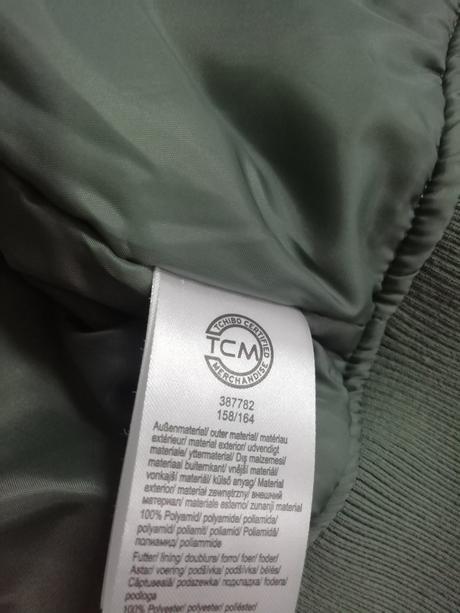 TCHIBO CERTIFIED
TCM
MERCHANDISE
387782
158/164
Außenmaterial/ outer material/ matériau
extérieur/ material exterior/ udvendigt
materiale/ yttermaterial/ Dış malzemesi/
materiaal buitenkant/ vnější materiál/
vonkajší materiál/ külső anyag/ Materiał
exterior/ materiał zewnętrzny/ внешний
материал/ materiale esterno/ zunanji material
100% Polyamid/ polyamide/ poliamida/
polyamid/ poliamit/ poliamid/ Poliamidă/
полиамид/ poliammide
Futter/ lining/ doublure/ forro/ foer/ foder/
Astar/ voering/ podšívka/ podšívka/ bélés/
Căptuseală/ podszewka/ подкладка/ fodera/
podloga
100% Polyester/ polyester/ poliéster/